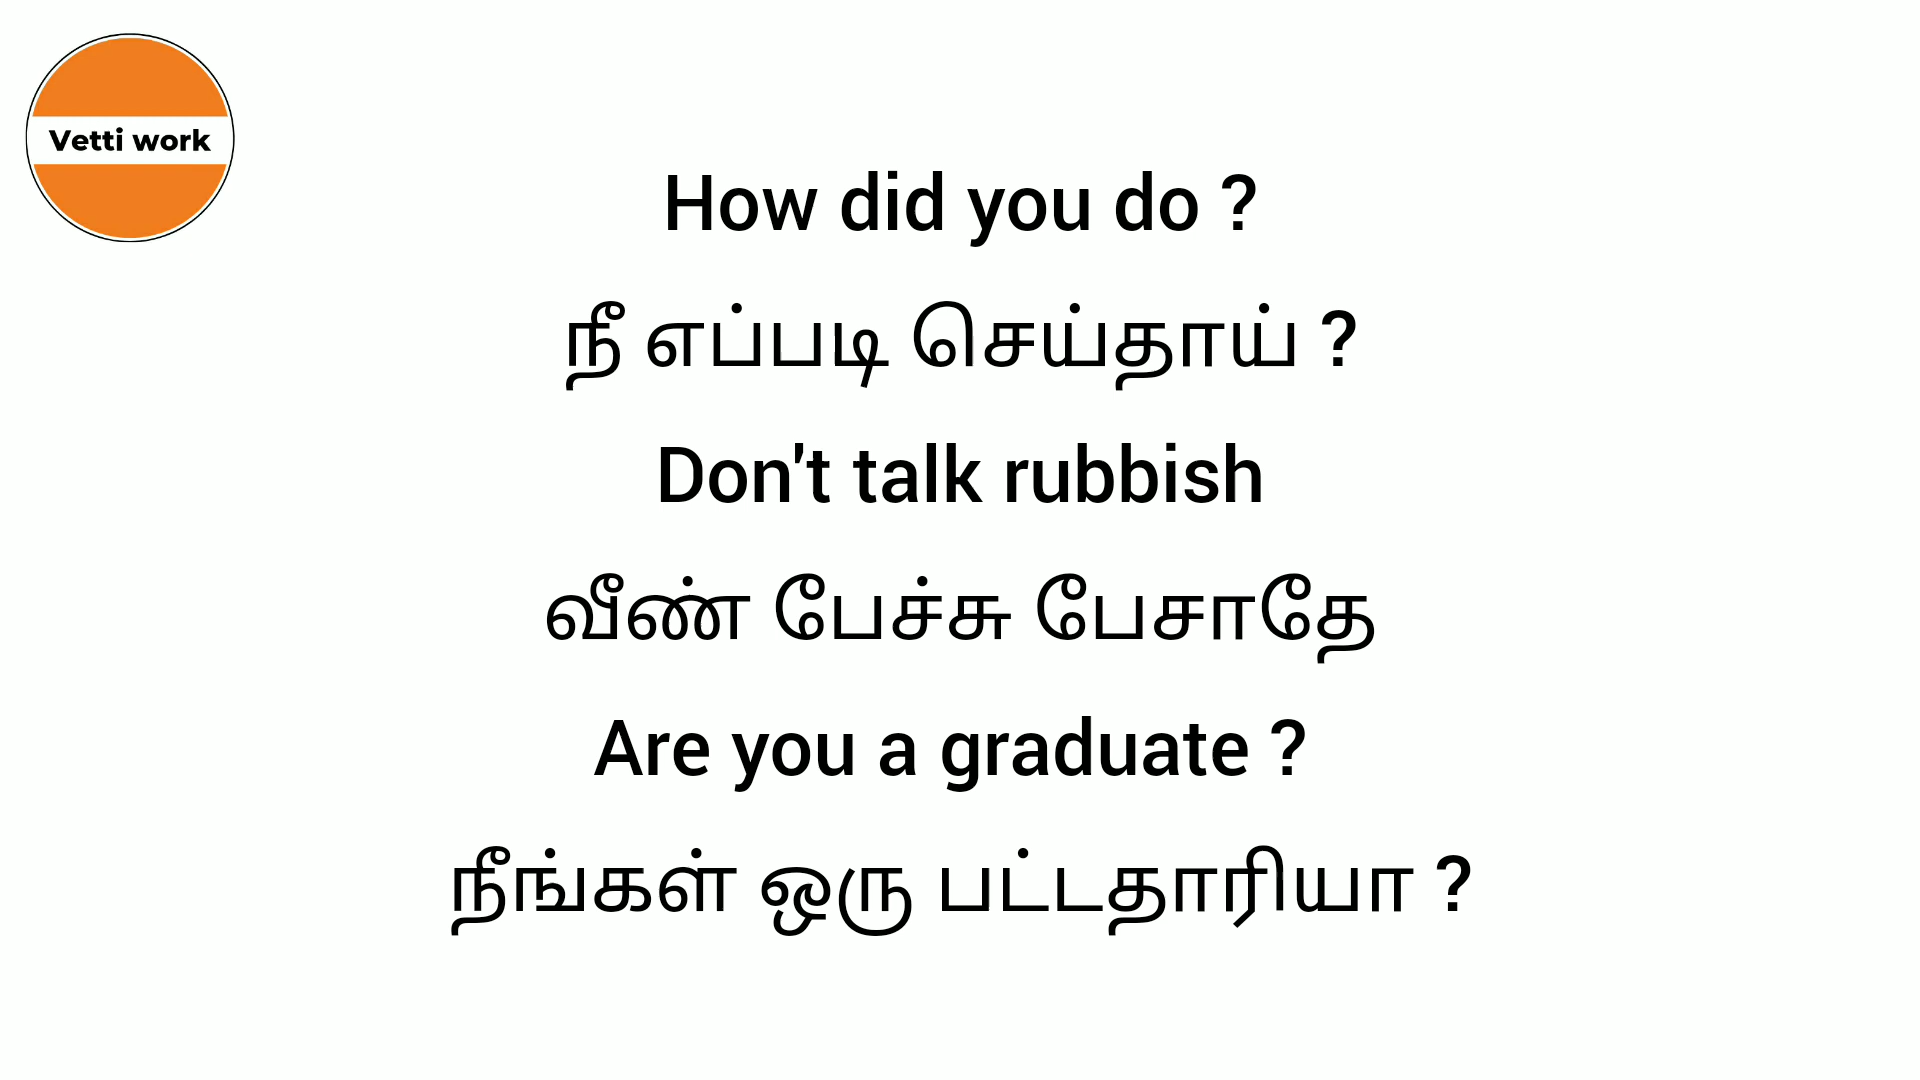 Vetti work
How did you do ?
நீ எப்படி செய்தாய் ?
Don't talk rubbish
வீண் பேச்சு பேசாதே
Are you a graduate ?
நீங்கள் ஒரு பட்டதாரியா ?